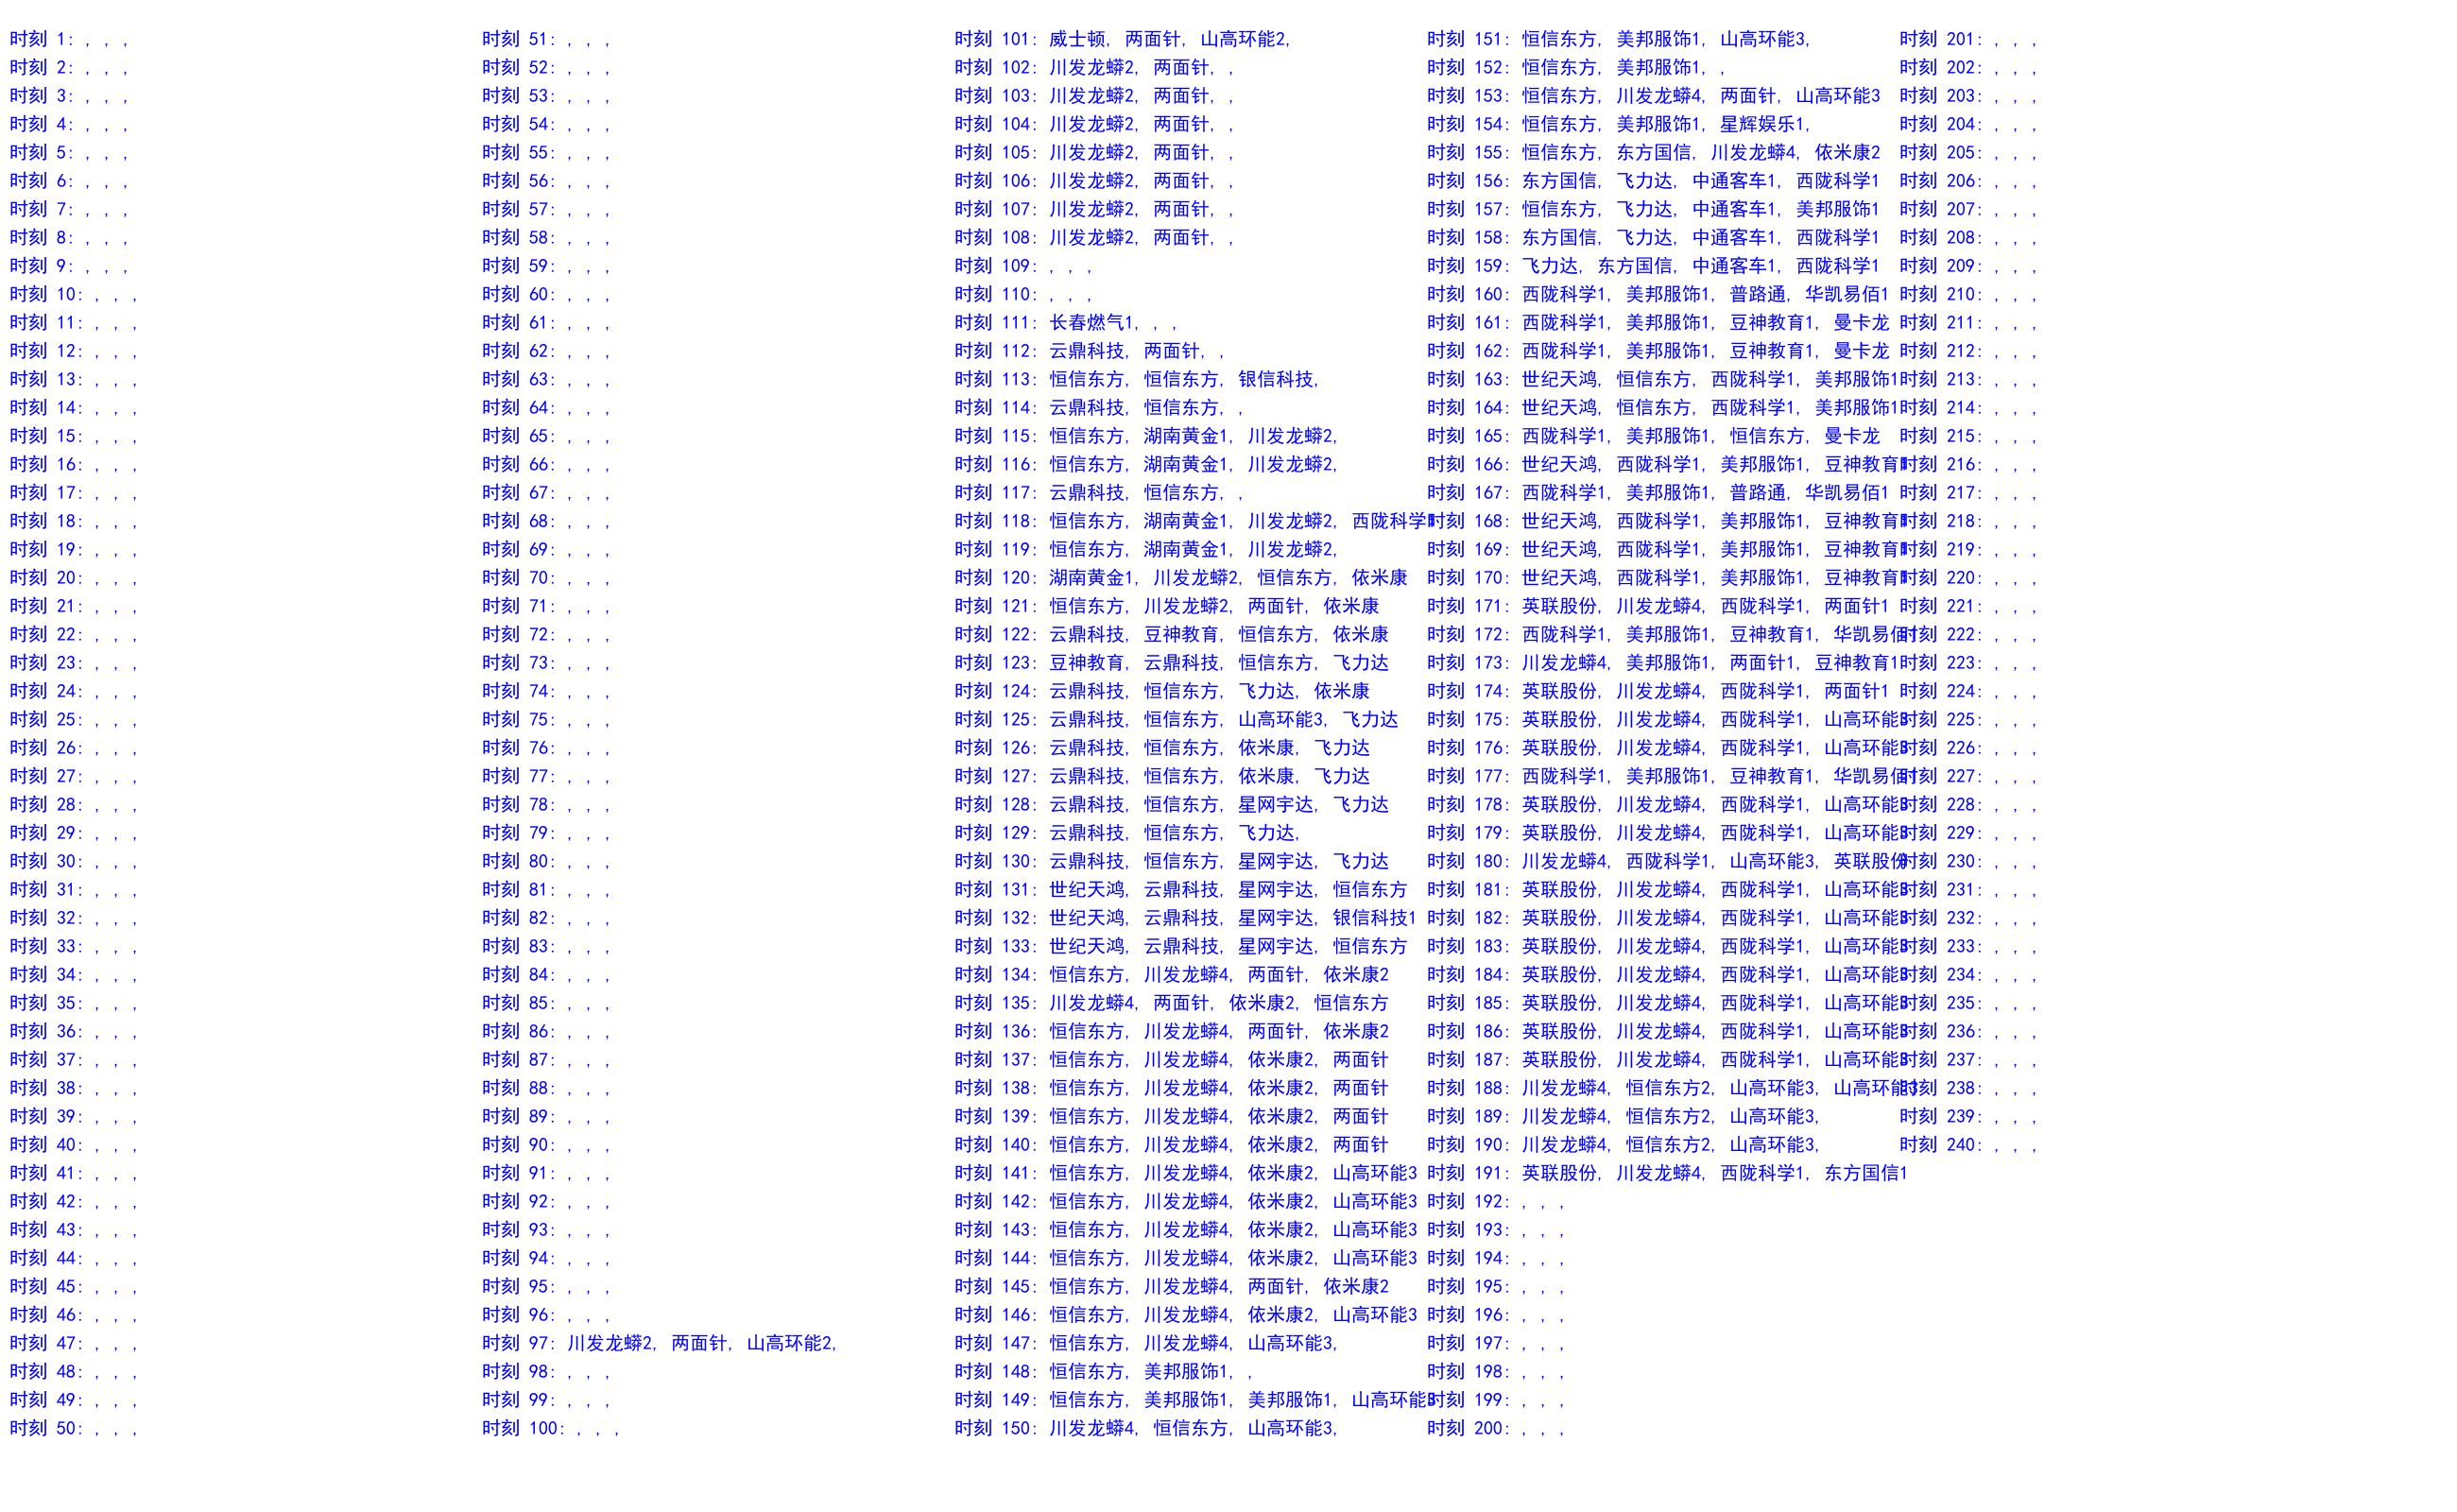 时刻 1: , , ,
时刻 2: , , ,
时刻 3: , , ,
时刻 4: , , ,
时刻 5: , , ,
时刻 6: , , ,
时刻 7: , , ,
时刻 8: , , ,
时刻 9: , , ,
时刻 10: , , ,
时刻 11: , , ,
时刻 12: , , ,
时刻 13: , , ,
时刻 14: , , ,
时刻 15: , , ,
时刻 16: , , ,
时刻 17: , , ,
时刻 18: , , ,
时刻 19: , , ,
时刻 20: , , ,
时刻 21: , , ,
时刻 22: , , ,
时刻 23: , , ,
时刻 24: , , ,
时刻 25: , , ,
时刻 26: , , ,
时刻 27: , , ,
时刻 28: , , ,
时刻 29: , , ,
时刻 30: , , ,
时刻 31: , , ,
时刻 32: , , ,
时刻 33: , , ,
时刻 34: , , ,
时刻 35: , , ,
时刻 36: , , ,
时刻 37: , , ,
时刻 38: , , ,
时刻 39: , , ,
时刻 40: , , ,
时刻 41: , , ,
时刻 42: , , ,
时刻 43: , , ,
时刻 44: , , ,
时刻 45: , , ,
时刻 46: , , ,
时刻 47: , , ,
时刻 48: , , ,
时刻 49: , , ,
时刻 50: , , ,
时刻 51: , , ,
时刻 52: , , ,
时刻 53: , , ,
时刻 54: , , ,
时刻 55: , , ,
时刻 56: , , ,
时刻 57: , , ,
时刻 58: , , ,
时刻 59: , , ,
时刻 60: , , ,
时刻 61: , , ,
时刻 62: , , ,
时刻 63: , , ,
时刻 64: , , ,
时刻 65: , , ,
时刻 66: , , ,
时刻 67: , , ,
时刻 68: , , ,
时刻 69: , , ,
时刻 70: , , ,
时刻 71: , , ,
时刻 72: , , ,
时刻 73: , , ,
时刻 74: , , ,
时刻 75: , , ,
时刻 76: , , ,
时刻 77: , , ,
时刻 78: , , ,
时刻 79: , , ,
时刻 80: , , ,
时刻 81: , , ,
时刻 82: , , ,
时刻 83: , , ,
时刻 84: , , ,
时刻 85: , , ,
时刻 86: , , ,
时刻 87: , , ,
时刻 88: , , ,
时刻 89: , , ,
时刻 90: , , ,
时刻 91: , , ,
时刻 92: , , ,
时刻 93: , , ,
时刻 94: , , ,
时刻 95: , , ,
时刻 96: , , ,
时刻 97: 川发龙蟒2, 两面针, 山高环能2,
时刻 98: , , ,
时刻 99: , , ,
时刻 100: , , ,
时刻 101: 威士顿, 两面针, 山高环能2,
时刻 102: 川发龙蟒2, 两面针, ,
时刻 103: 川发龙蟒2, 两面针, ,
时刻 104: 川发龙蟒2, 两面针, ,
时刻 105: 川发龙蟒2, 两面针, ,
时刻 106: 川发龙蟒2, 两面针, ,
时刻 107: 川发龙蟒2, 两面针, ,
时刻 108: 川发龙蟒2, 两面针, ,
时刻 109: , , ,
时刻 110: , , ,
时刻 111: 长春燃气1, , ,
时刻 112: 云鼎科技, 两面针, ,
时刻 113: 恒信东方, 恒信东方, 银信科技,
时刻 114: 云鼎科技, 恒信东方, ,
时刻 115: 恒信东方, 湖南黄金1, 川发龙蟒2,
时刻 116: 恒信东方, 湖南黄金1, 川发龙蟒2,
时刻 117: 云鼎科技, 恒信东方, ,
时刻 118: 恒信东方, 湖南黄金1, 川发龙蟒2, 西陇科学
时刻 119: 恒信东方, 湖南黄金1, 川发龙蟒2,
时刻 120: 湖南黄金1, 川发龙蟒2, 恒信东方, 依米康
时刻 121: 恒信东方, 川发龙蟒2, 两面针, 依米康
时刻 122: 云鼎科技, 豆神教育, 恒信东方, 依米康
时刻 123: 豆神教育, 云鼎科技, 恒信东方, 飞力达
时刻 124: 云鼎科技, 恒信东方, 飞力达, 依米康
时刻 125: 云鼎科技, 恒信东方, 山高环能3, 飞力达
时刻 126: 云鼎科技, 恒信东方, 依米康, 飞力达
时刻 127: 云鼎科技, 恒信东方, 依米康, 飞力达
时刻 128: 云鼎科技, 恒信东方, 星网宇达, 飞力达
时刻 129: 云鼎科技, 恒信东方, 飞力达,
时刻 130: 云鼎科技, 恒信东方, 星网宇达, 飞力达
时刻 131: 世纪天鸿, 云鼎科技, 星网宇达, 恒信东方
时刻 132: 世纪天鸿, 云鼎科技, 星网宇达, 银信科技1
时刻 133: 世纪天鸿, 云鼎科技, 星网宇达, 恒信东方
时刻 134: 恒信东方, 川发龙蟒4, 两面针, 依米康2
时刻 135: 川发龙蟒4, 两面针, 依米康2, 恒信东方
时刻 136: 恒信东方, 川发龙蟒4, 两面针, 依米康2
时刻 137: 恒信东方, 川发龙蟒4, 依米康2, 两面针
时刻 138: 恒信东方, 川发龙蟒4, 依米康2, 两面针
时刻 139: 恒信东方, 川发龙蟒4, 依米康2, 两面针
时刻 140: 恒信东方, 川发龙蟒4, 依米康2, 两面针
时刻 141: 恒信东方, 川发龙蟒4, 依米康2, 山高环能3
时刻 142: 恒信东方, 川发龙蟒4, 依米康2, 山高环能3
时刻 143: 恒信东方, 川发龙蟒4, 依米康2, 山高环能3
时刻 144: 恒信东方, 川发龙蟒4, 依米康2, 山高环能3
时刻 145: 恒信东方, 川发龙蟒4, 两面针, 依米康2
时刻 146: 恒信东方, 川发龙蟒4, 依米康2, 山高环能3
时刻 147: 恒信东方, 川发龙蟒4, 山高环能3,
时刻 148: 恒信东方, 美邦服饰1, ,
时刻 149: 恒信东方, 美邦服饰1, 美邦服饰1, 山高环能3
时刻 150: 川发龙蟒4, 恒信东方, 山高环能3,
时刻 151: 恒信东方, 美邦服饰1, 山高环能3,
时刻 152: 恒信东方, 美邦服饰1, ,
时刻 153: 恒信东方, 川发龙蟒4, 两面针, 山高环能3
时刻 154: 恒信东方, 美邦服饰1, 星辉娱乐1,
时刻 155: 恒信东方, 东方国信, 川发龙蟒4, 依米康2
时刻 156: 东方国信, 飞力达, 中通客车1, 西陇科学1
时刻 157: 恒信东方, 飞力达, 中通客车1, 美邦服饰1
时刻 158: 东方国信, 飞力达, 中通客车1, 西陇科学1
时刻 159: 飞力达, 东方国信, 中通客车1, 西陇科学1
时刻 160: 西陇科学1, 美邦服饰1, 普路通, 华凯易佰1
时刻 161: 西陇科学1, 美邦服饰1, 豆神教育1, 曼卡龙
时刻 162: 西陇科学1, 美邦服饰1, 豆神教育1, 曼卡龙
时刻 163: 世纪天鸿, 恒信东方, 西陇科学1, 美邦服饰1
时刻 164: 世纪天鸿, 恒信东方, 西陇科学1, 美邦服饰1
时刻 165: 西陇科学1, 美邦服饰1, 恒信东方, 曼卡龙
时刻 166: 世纪天鸿, 西陇科学1, 美邦服饰1, 豆神教育
时刻 167: 西陇科学1, 美邦服饰1, 普路通, 华凯易佰1
时刻 168: 世纪天鸿, 西陇科学1, 美邦服饰1, 豆神教育
时刻 169: 世纪天鸿, 西陇科学1, 美邦服饰1, 豆神教育
时刻 170: 世纪天鸿, 西陇科学1, 美邦服饰1, 豆神教育
时刻 171: 英联股份, 川发龙蟒4, 西陇科学1, 两面针1
时刻 172: 西陇科学1, 美邦服饰1, 豆神教育1, 华凯易佰1
时刻 173: 川发龙蟒4, 美邦服饰1, 两面针1, 豆神教育1
时刻 174: 英联股份, 川发龙蟒4, 西陇科学1, 两面针1
时刻 175: 英联股份, 川发龙蟒4, 西陇科学1, 山高环能3
时刻 176: 英联股份, 川发龙蟒4, 西陇科学1, 山高环能3
时刻 177: 西陇科学1, 美邦服饰1, 豆神教育1, 华凯易佰1
时刻 178: 英联股份, 川发龙蟒4, 西陇科学1, 山高环能3
时刻 179: 英联股份, 川发龙蟒4, 西陇科学1, 山高环能3
时刻 180: 川发龙蟒4, 西陇科学1, 山高环能3, 英联股份
时刻 181: 英联股份, 川发龙蟒4, 西陇科学1, 山高环能3
时刻 182: 英联股份, 川发龙蟒4, 西陇科学1, 山高环能3
时刻 183: 英联股份, 川发龙蟒4, 西陇科学1, 山高环能3
时刻 184: 英联股份, 川发龙蟒4, 西陇科学1, 山高环能3
时刻 185: 英联股份, 川发龙蟒4, 西陇科学1, 山高环能3
时刻 186: 英联股份, 川发龙蟒4, 西陇科学1, 山高环能3
时刻 187: 英联股份, 川发龙蟒4, 西陇科学1, 山高环能3
时刻 188: 川发龙蟒4, 恒信东方2, 山高环能3, 山高环能3
时刻 189: 川发龙蟒4, 恒信东方2, 山高环能3,
时刻 190: 川发龙蟒4, 恒信东方2, 山高环能3,
时刻 191: 英联股份, 川发龙蟒4, 西陇科学1, 东方国信1
时刻 192: , , ,
时刻 193: , , ,
时刻 194: , , ,
时刻 195: , , ,
时刻 196: , , ,
时刻 197: , , ,
时刻 198: , , ,
时刻 199: , , ,
时刻 200: , , ,
时刻 201: , , ,
时刻 202: , , ,
时刻 203: , , ,
时刻 204: , , ,
时刻 205: , , ,
时刻 206: , , ,
时刻 207: , , ,
时刻 208: , , ,
时刻 209: , , ,
时刻 210: , , ,
时刻 211: , , ,
时刻 212: , , ,
时刻 213: , , ,
时刻 214: , , ,
时刻 215: , , ,
时刻 216: , , ,
时刻 217: , , ,
时刻 218: , , ,
时刻 219: , , ,
时刻 220: , , ,
时刻 221: , , ,
时刻 222: , , ,
时刻 223: , , ,
时刻 224: , , ,
时刻 225: , , ,
时刻 226: , , ,
时刻 227: , , ,
时刻 228: , , ,
时刻 229: , , ,
时刻 230: , , ,
时刻 231: , , ,
时刻 232: , , ,
时刻 233: , , ,
时刻 234: , , ,
时刻 235: , , ,
时刻 236: , , ,
时刻 237: , , ,
时刻 238: , , ,
时刻 239: , , ,
时刻 240: , , ,